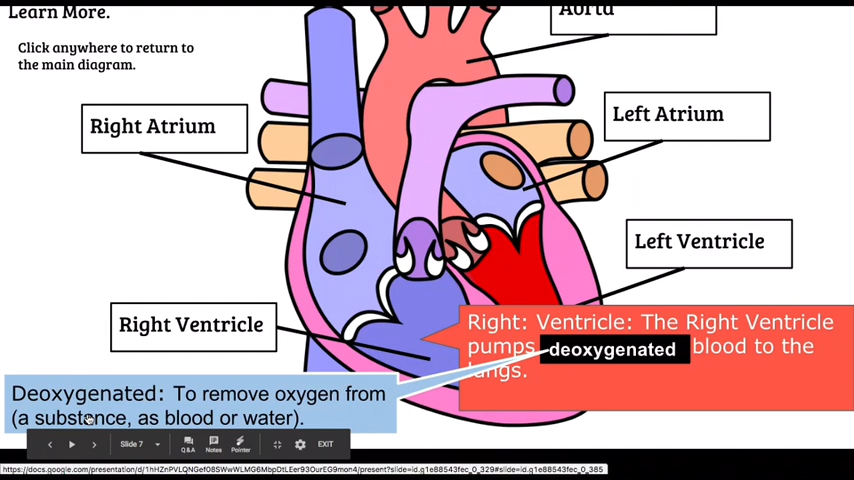 Learn More.
Click anywhere to return to
the main diagram.
Aorta
Right Atrium
Left Atrium
Left Ventricle
Right Ventricle
Right: Ventricle: The Right Ventricle
pumps deoxygenated blood to the
lungs.
Deoxygenated: To remove oxygen from
(a substance, as blood or water).
Slide 7
Q&A
Notes
Pointer
EXIT
https://docs.google.com/presentation/d/1hHZnPVLQNGef08SWwWLMG6MbpDtLEer93OurEG9mon4/present?slide=id.q1e88543fec_0_329#slide=id.q1e88543fec_0_385